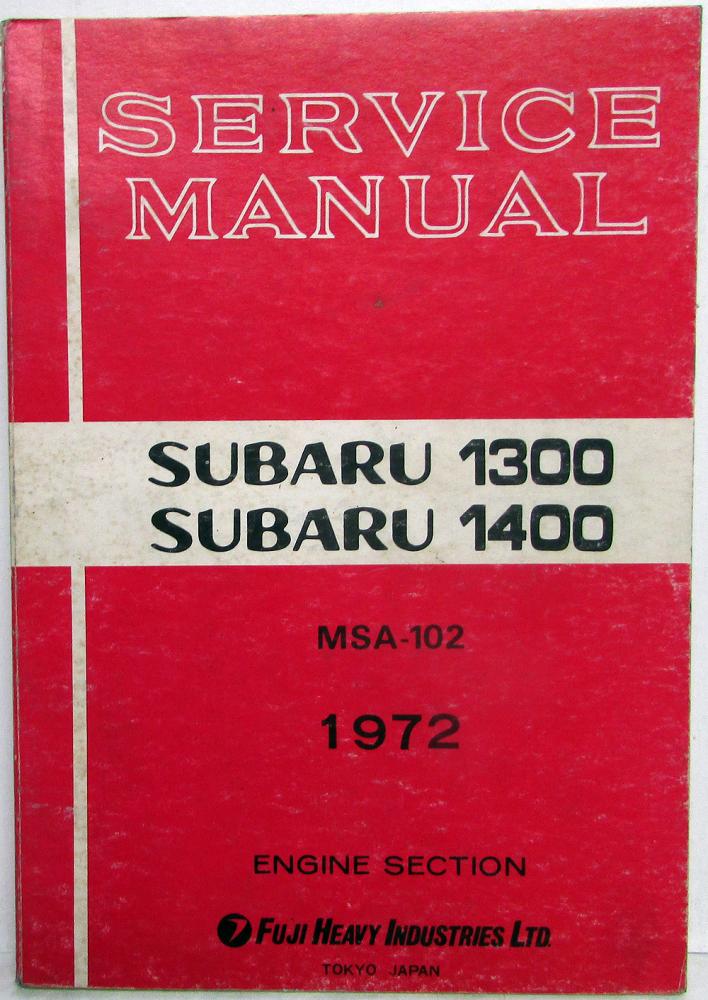 SERVICE
MANUAL
SUBARU 1300
SUBARU 1400
MSA-102
1972
ENGINE SECTION
FUJI HEAVY INDUSTRIES LTD.
TOKYO JAPAN